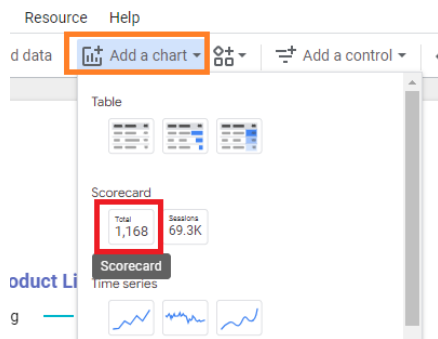 Resource Help
d data Add a chart Add a control
Table
Scorecard
Total
1,168
Sessions
69.3K
Scorecard
oduct Li
Time series
g